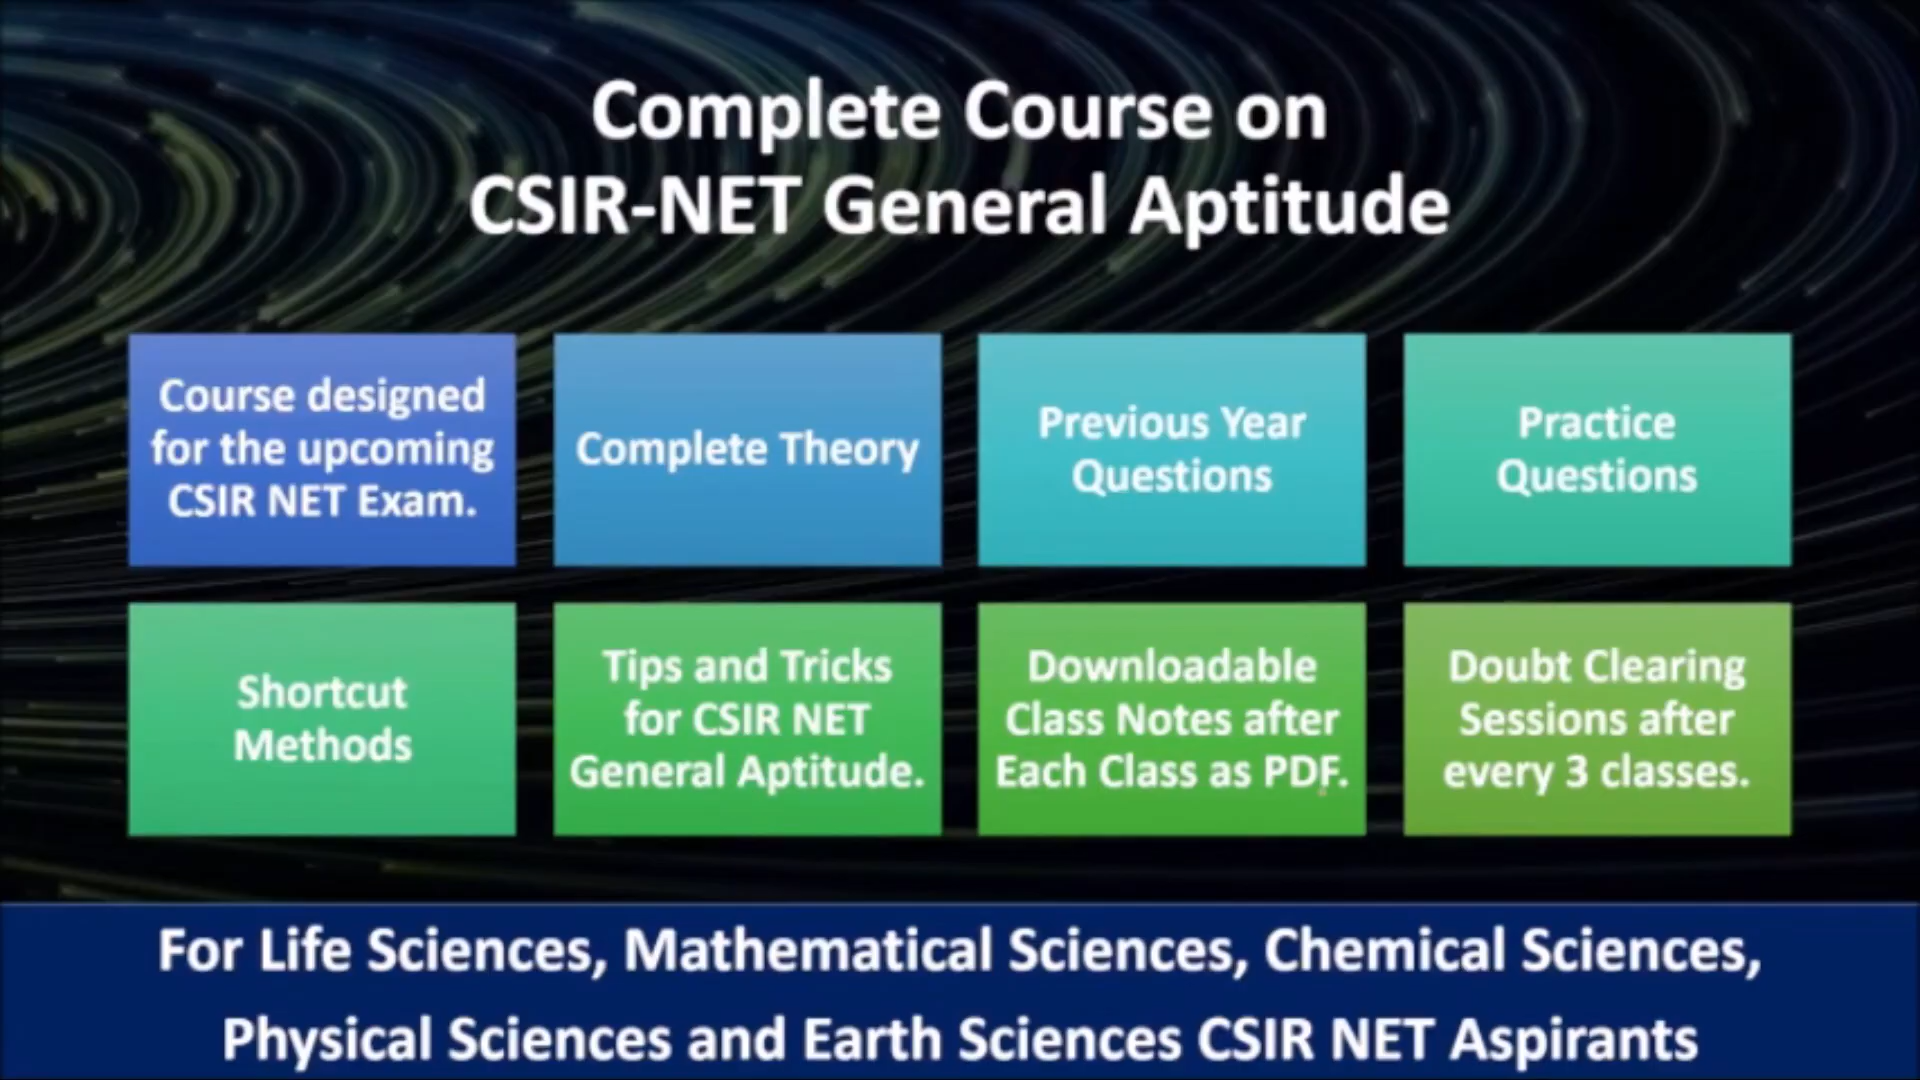 Complete Course on
CSIR-NET General Aptitude
Course designed
for the upcoming
CSIR NET Exam.
Complete Theory
Previous Year
Questions
Practice
Questions
Shortcut
Methods
Tips and Tricks
for CSIR NET
General Aptitude.
Downloadable
Class Notes after
Each Class as PDF.
Doubt Clearing
Sessions after
every 3 classes.
For Life Sciences, Mathematical Sciences, Chemical Sciences,
Physical Sciences and Earth Sciences CSIR NET Aspirants